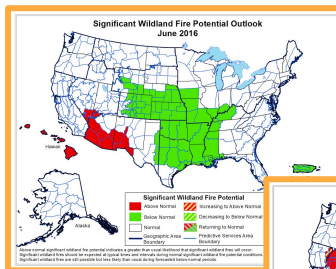 Significant Wildland Fire Potential Outlook
June 2016
Hawaii
Alaska
Significant Wildland Fire Potential
Above Normal
Increasing to Above Normal
Below Normal
Decreasing to Below Normal
Normal
Returning to Normal
Geographic Area Boundary
Predictive Services Area Boundary
Above normal significant wildland fire potential indicates a greater than usual likelihood that significant wildland fires will occur.
Significant wildland fires should be expected at typical times and intervals during normal significant wildland fire potential conditions.
Significant wildland fires are still possible but less likely than usual during forecasted below normal periods.